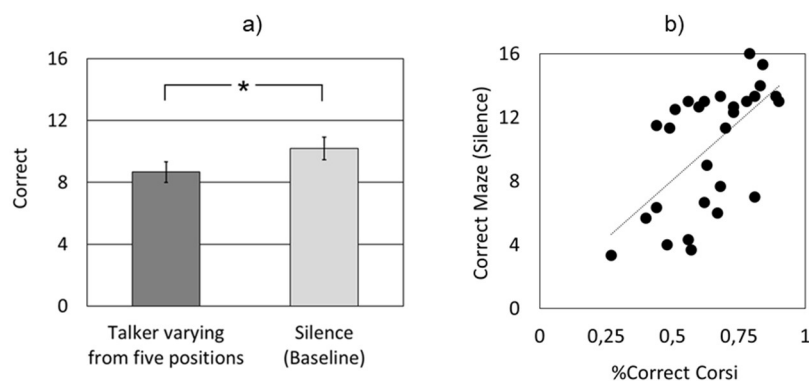 a)
16
12
8
4
0
Correct
*
Talker varying
from five positions
Silence
(Baseline)
b)
16
12
8
4
0
Correct Maze (Silence)
0
0,25
0,5
0,75
1
%Correct Corsi